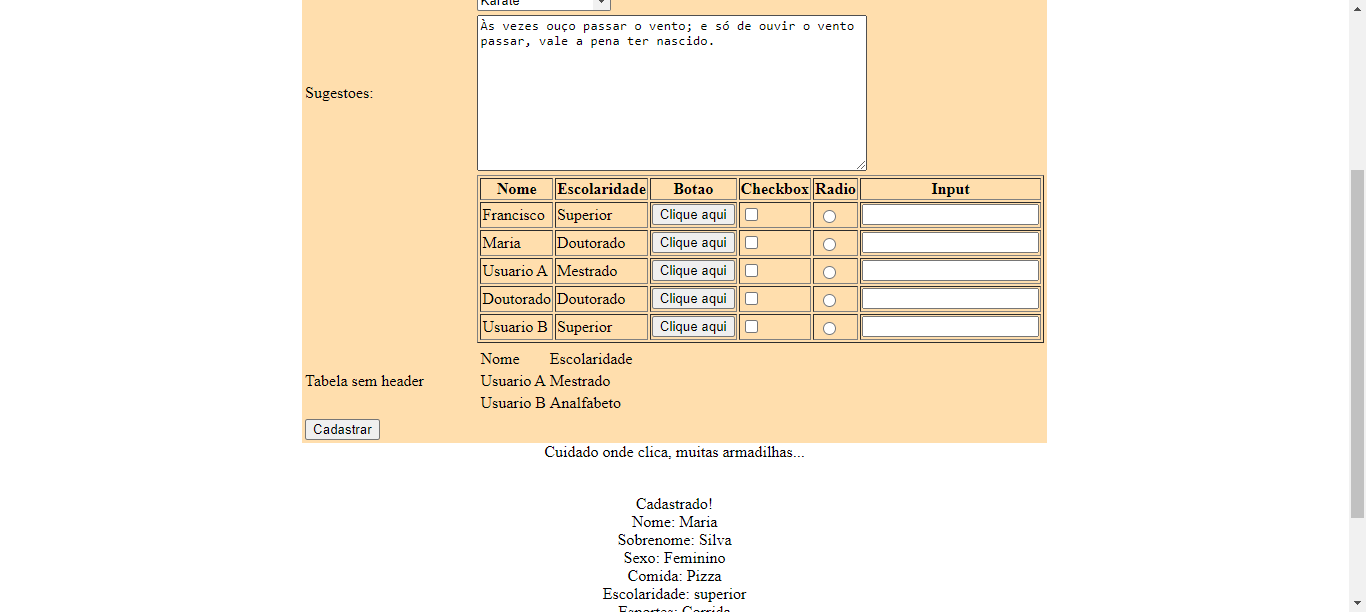 Karate
Às vezes ouço passar o vento; e só de ouvir o vento
passar, vale a pena ter nascido.
Sugestoes:
Nome Escolaridade Botao Checkbox Radio Input
Francisco Superior Clique aqui
Maria Doutorado Clique aqui
Usuario A Mestrado Clique aqui
Doutorado Doutorado Clique aqui
Usuario B Superior Clique aqui
Nome Escolaridade
Tabela sem header Usuario A Mestrado
Usuario B Analfabeto
Cadastrar
Cuidado onde clica, muitas armadilhas...
Cadastrado!
Nome: Maria
Sobrenome: Silva
Sexo: Feminino
Comida: Pizza
Escolaridade: superior
Esportes: Corrida